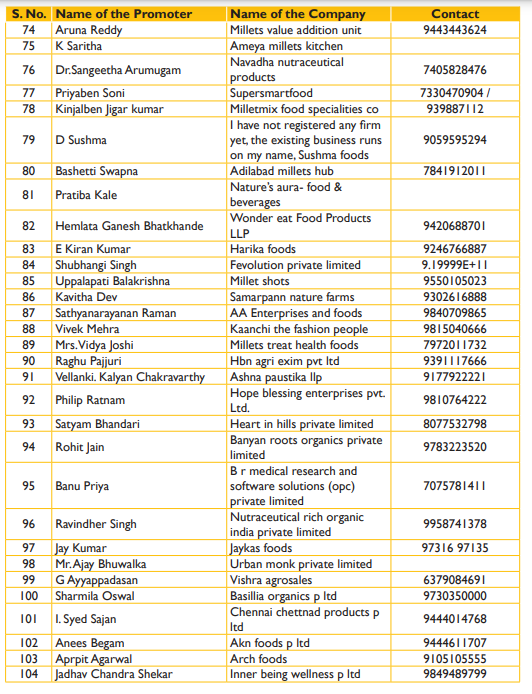 S. No. Name of the Promoter Name of the Company Contact
74 Aruna Reddy Millets value addition unit 9443443624
75 K Saritha Ameya millets kitchen
76 Dr.Sangeetha Arumugam Navadha nutraceutical products 7405828476
77 Priyaben Soni Supersmartfood 7330470904 /
78 Kinjalben Jigar kumar Milletmix food specialities co 939887112
79 D Sushma I have not registered any firm yet, the existing business runs on my name, Sushma foods 9059595294
80 Bashetti Swapna Adilabad millets hub 7841912011
81 Pratiba Kale Nature's aura- food & beverages
82 Hemlata Ganesh Bhatkhande Wonder eat Food Products LLP 9420688701
83 E Kiran Kumar Harika foods 9246766887
84 Shubhangi Singh Fevolution private limited 9.19999E+11
85 Uppalapati Balakrishna Millet shots 9550105023
86 Kavitha Dev Samarpann nature farms 9302616888
87 Sathyanarayanan Raman AA Enterprises and foods 9840709865
88 Vivek Mehra Kaanchi the fashion people 9815040666
89 Mrs.Vidya Joshi Millets treat health foods 7972011732
90 Raghu Pajjuri Hbn agri exim pvt ltd 9391117666
91 Vellanki. Kalyan Chakravarthy Ashna paustika llp 9177922221
92 Philip Ratnam Hope blessing enterprises pvt. Ltd. 9810764222
93 Satyam Bhandari Heart in hills private limited 8077532798
94 Rohit Jain Banyan roots organics private limited 9783223520
95 Banu Priya B r medical research and software solutions (opc) private limited 7075781411
96 Ravindher Singh Nutraceutical rich organic india private limited 9958741378
97 Jay Kumar Jaykas foods 97316 97135
98 Mr.Ajay Bhuwalka Urban monk private limited
99 G Ayyappadasan Vishra agrosales 6379084691
100 Sharmila Oswal Basillia organics p ltd 9730350000
101 I. Syed Sajan Chennai chettnad products p ltd 9444014768
102 Anees Begam Akn foods p ltd 9444611707
103 Aprpit Agarwal Arch foods 9105105555
104 Jadhav Chandra Shekar Inner being wellness p ltd 9849489799